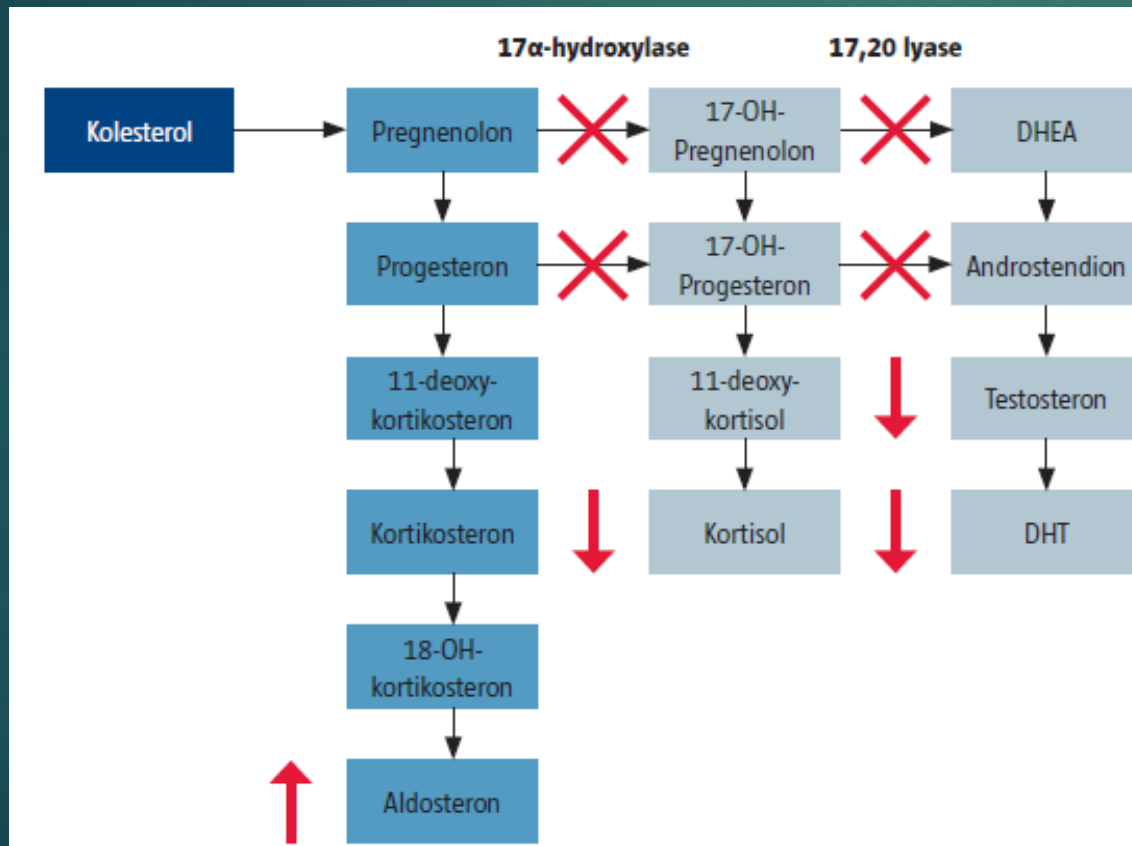 17α-hydroxylase
17,20 lyase
Kolesterol
Pregnenolon
17-OH-
Pregnenolon
DHEA
Progesteron
17-OH-
Progesteron
Androstendion
11-deoxy-
kortikosteron
11-deoxy-
kortisol
Testosteron
Kortikosteron
Kortisol
DHT
18-OH-
kortikosteron
Aldosteron